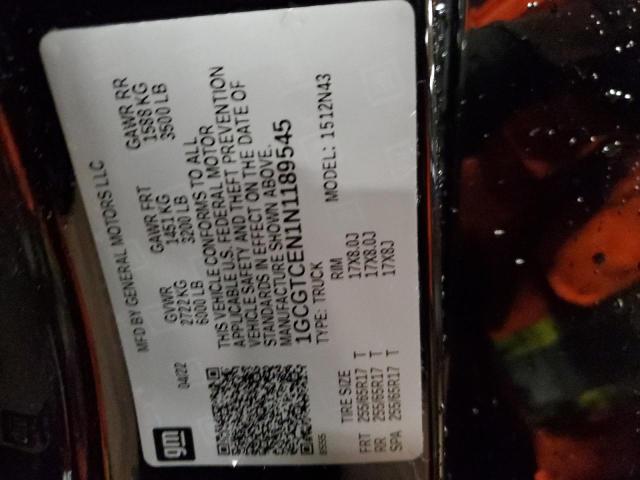 gm
MFD BY GENERAL MOTORS LLC
04/22
GVWR GAWR FRT GAWR RR
2722 KG 1451 KG 1588 KG
6000 LB 3200 LB 3500 LB
THIS VEHICLE CONFORMS TO ALL
APPLICABLE U.S. FEDERAL MOTOR
VEHICLE SAFETY AND THEFT PREVENTION
STANDARDS IN EFFECT ON THE DATE OF
MANUFACTURE SHOWN ABOVE.
1GCGTCEN1N1189545
TYPE: TRUCK MODEL: 1512N43
8555
TIRE SIZE RIM
FRT 255/65R17 T 17X8.0J
RR 255/65R17 T 17X8.0J
SPA 255/65R17 T 17X8J